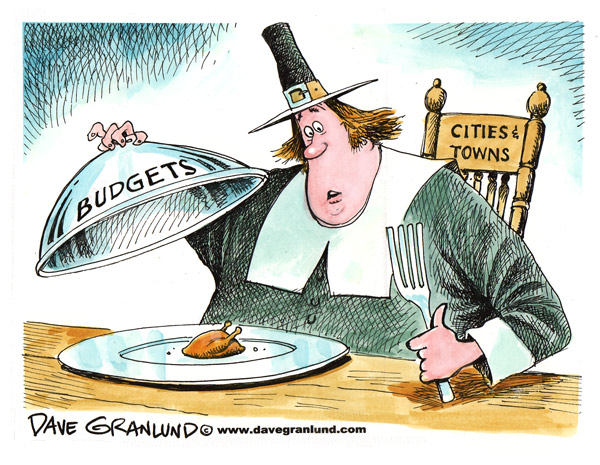 CITIES &
TOWNS
BUDGETS
DAVE GRANLUND © www.davegranlund.com